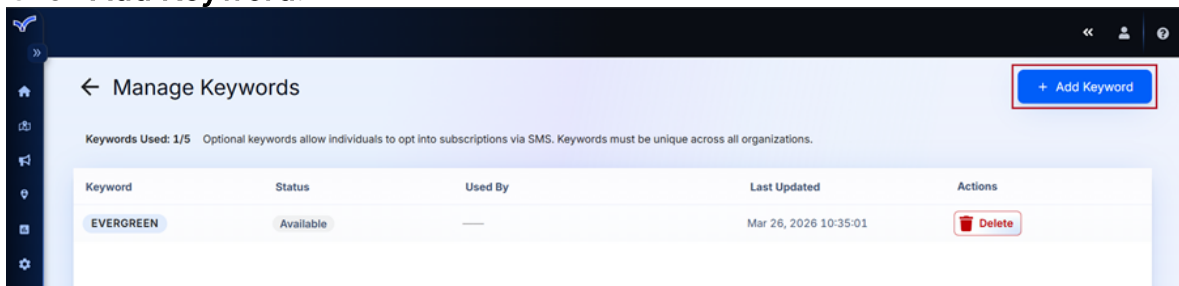 ← Manage Keywords
+ Add Keyword
Keywords Used: 1/5 Optional keywords allow individuals to opt into subscriptions via SMS. Keywords must be unique across all organizations.
Keyword Status Used By Last Updated Actions
EVERGREEN Available — Mar 26, 2026 10:35:01 Delete